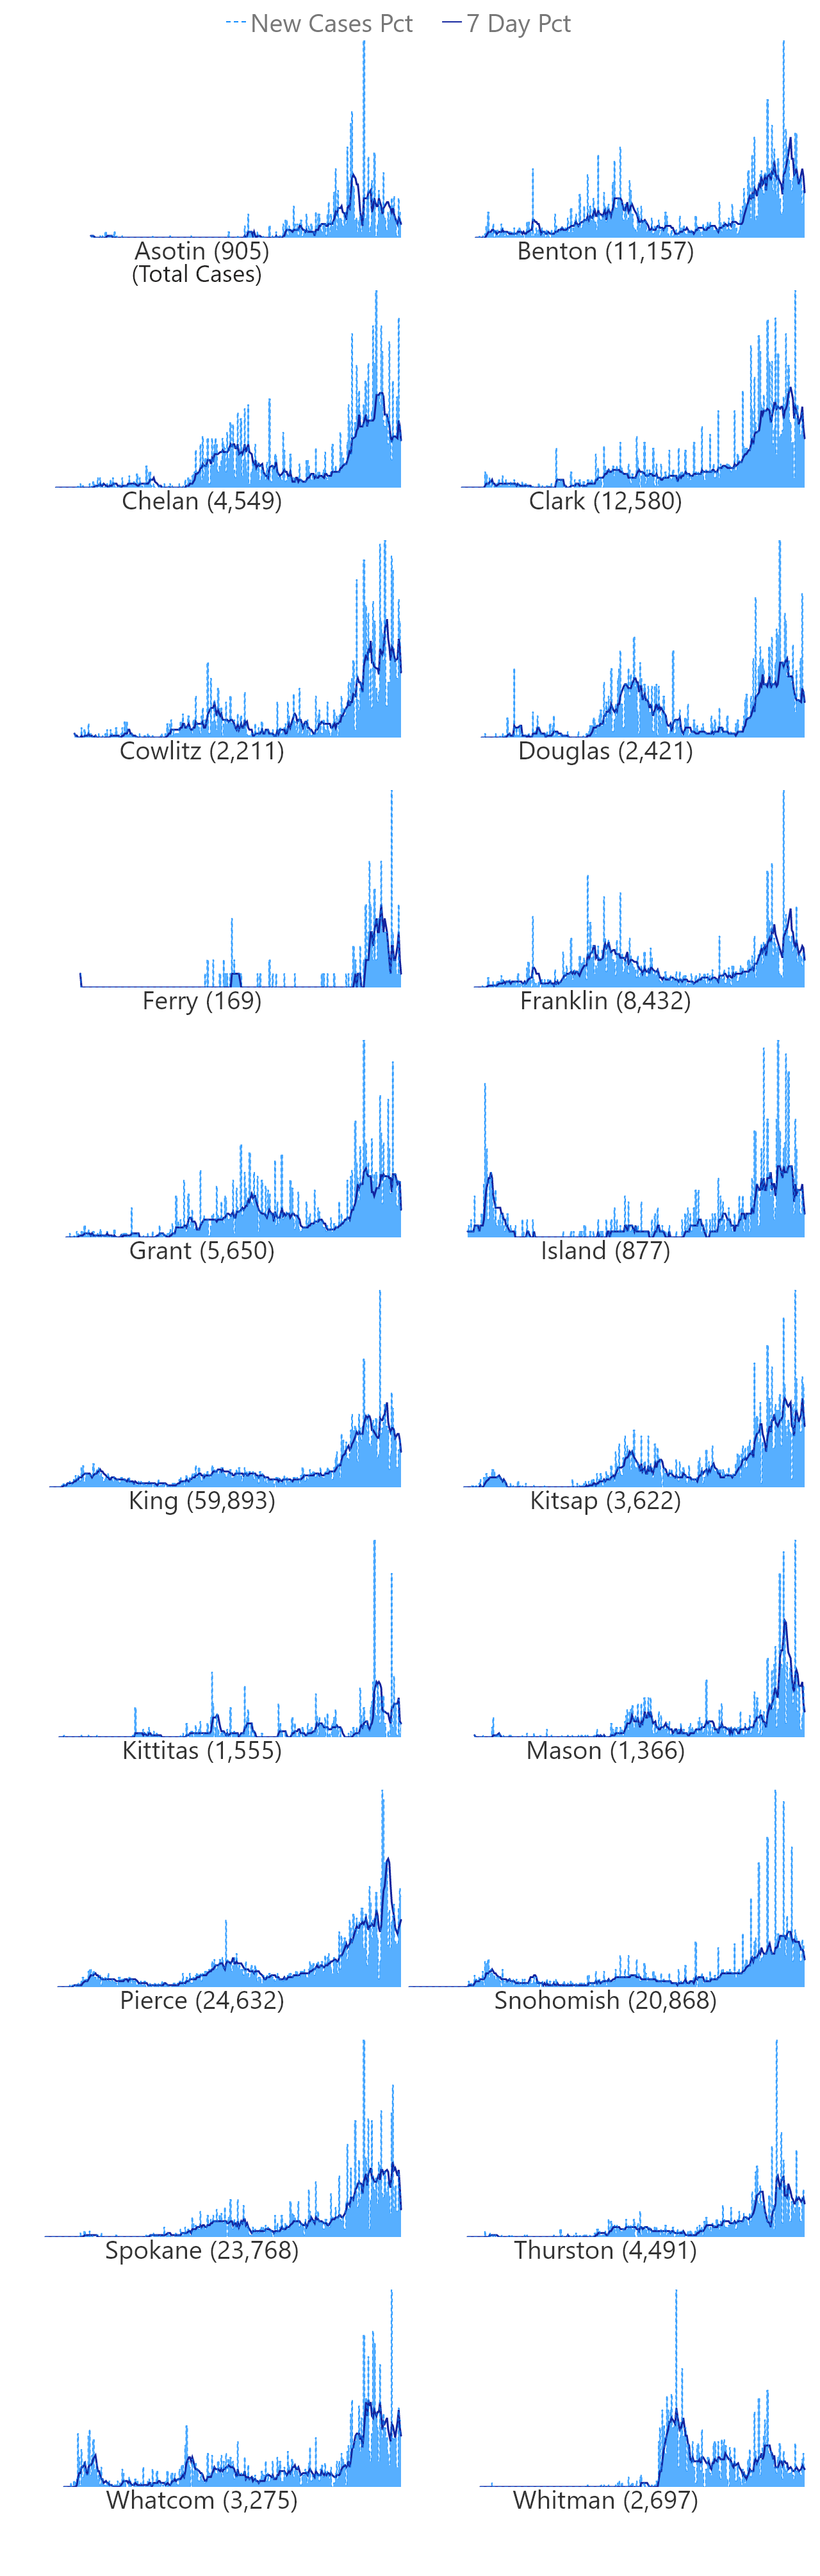 New Cases Pct 7 Day Pct
Asotin (905) Benton (11,157)
(Total Cases)
Chelan (4,549) Clark (12,580)
Cowlitz (2,211) Douglas (2,421)
Ferry (169) Franklin (8,432)
Grant (5,650) Island (877)
King (59,893) Kitsap (3,622)
Kittitas (1,555) Mason (1,366)
Pierce (24,632) Snohomish (20,868)
Spokane (23,768) Thurston (4,491)
Whatcom (3,275) Whitman (2,697)